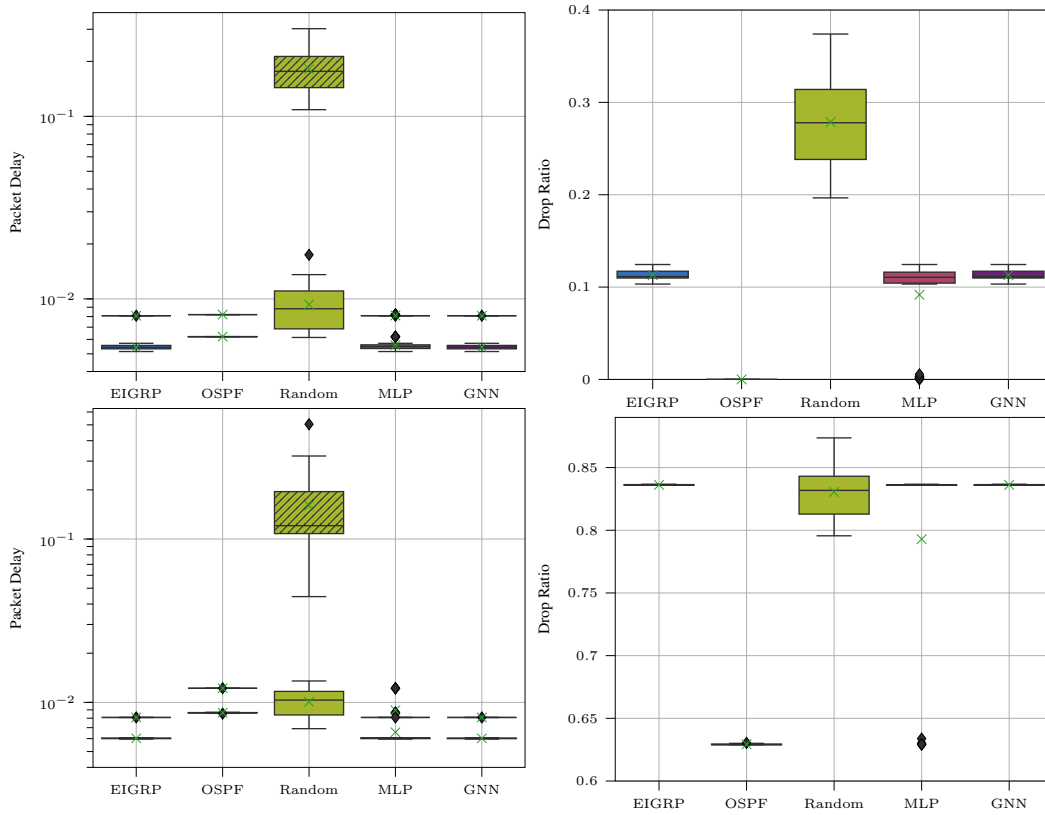 Packet Delay
10⁻¹
10⁻²
EIGRP OSPF Random MLP GNN
Drop Ratio
0.4
0.3
0.2
0.1
0
EIGRP OSPF Random MLP GNN
Packet Delay
10⁻¹
10⁻²
EIGRP OSPF Random MLP GNN
Drop Ratio
0.85
0.8
0.75
0.7
0.65
0.6
EIGRP OSPF Random MLP GNN